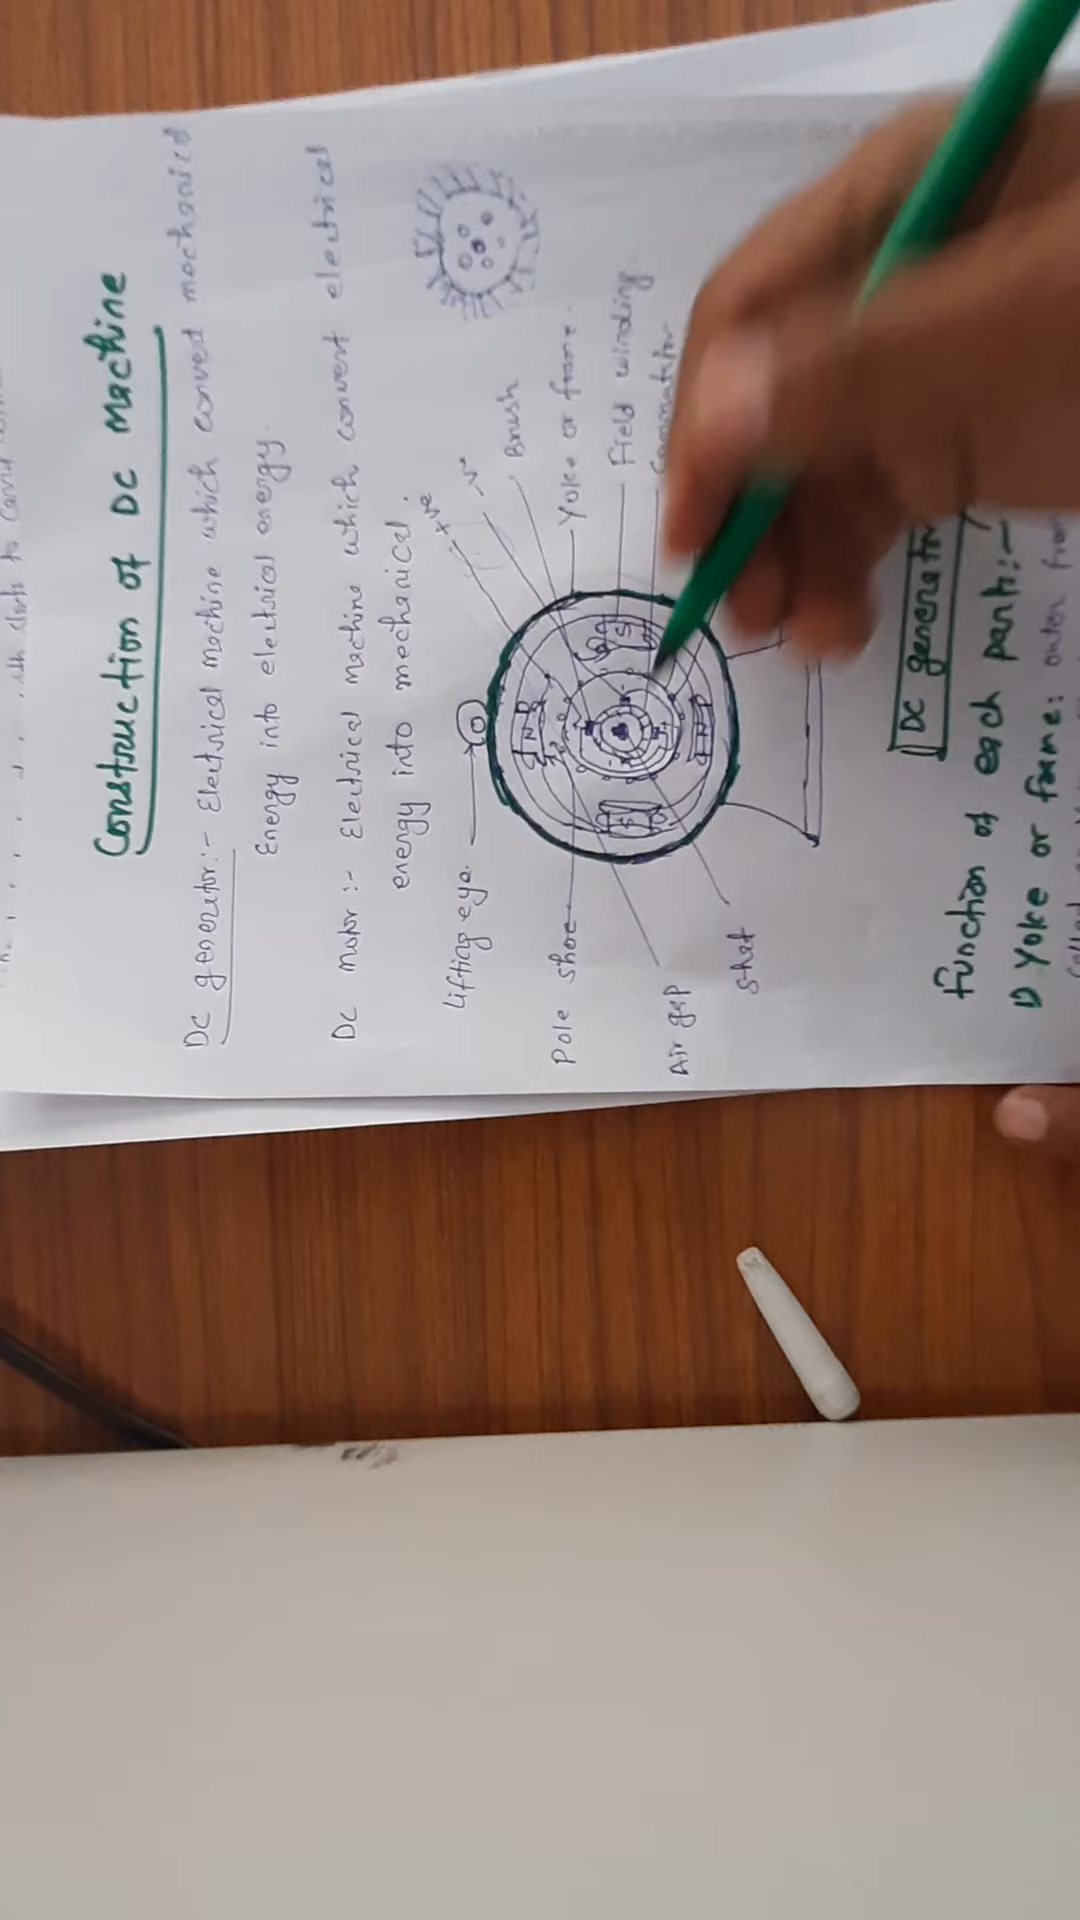 Construction of DC Machine
DC generator:- Electrical machine which convert mechanical
Energy into electrical energy.
DC motor :- Electrical machine which convert electrical
energy into mechanical.
+ve
-ve
Brush
Lifting eye
Yoke or frame.
Field winding.
Commutator
Pole shoe
Air gap
Shaft
N
S
S
N
DC generator
Function of each part:-
1) Yoke or frame: outer